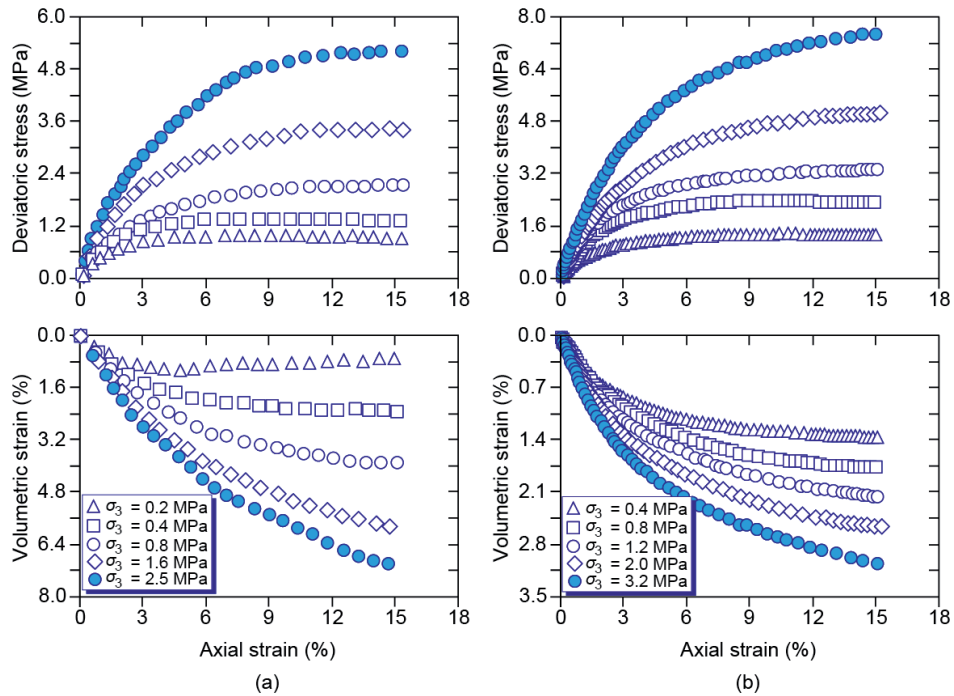 6.0
4.8
3.6
2.4
1.2
0.0
Deviatoric stress (MPa)
0 3 6 9 12 15 18
8.0
6.4
4.8
3.2
1.6
0.0
Deviatoric stress (MPa)
0 3 6 9 12 15 18
0.0
1.6
3.2
4.8
6.4
8.0
Volumetric strain (%)
σ3 = 0.2 MPa
σ3 = 0.4 MPa
σ3 = 0.8 MPa
σ3 = 1.6 MPa
σ3 = 2.5 MPa
0 3 6 9 12 15 18
Axial strain (%)
(a)
0.0
0.7
1.4
2.1
2.8
3.5
Volumetric strain (%)
σ3 = 0.4 MPa
σ3 = 0.8 MPa
σ3 = 1.2 MPa
σ3 = 2.0 MPa
σ3 = 3.2 MPa
0 3 6 9 12 15 18
Axial strain (%)
(b)